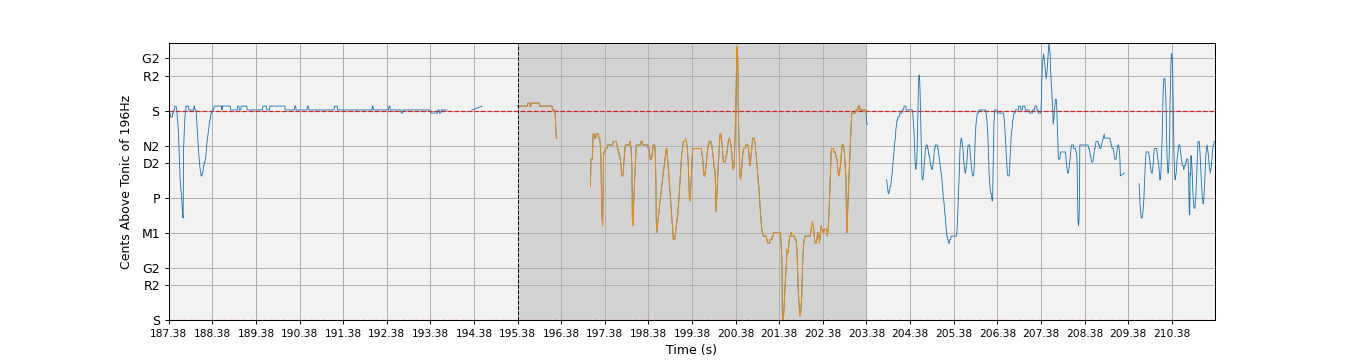 Cents Above Tonic of 196Hz
G2
R2
S
N2
D2
P
M1
G2
R2
S
187.38 188.38 189.38 190.38 191.38 192.38 193.38 194.38 195.38 196.38 197.38 198.38 199.38 200.38 201.38 202.38 203.38 204.38 205.38 206.38 207.38 208.38 209.38 210.38
Time (s)